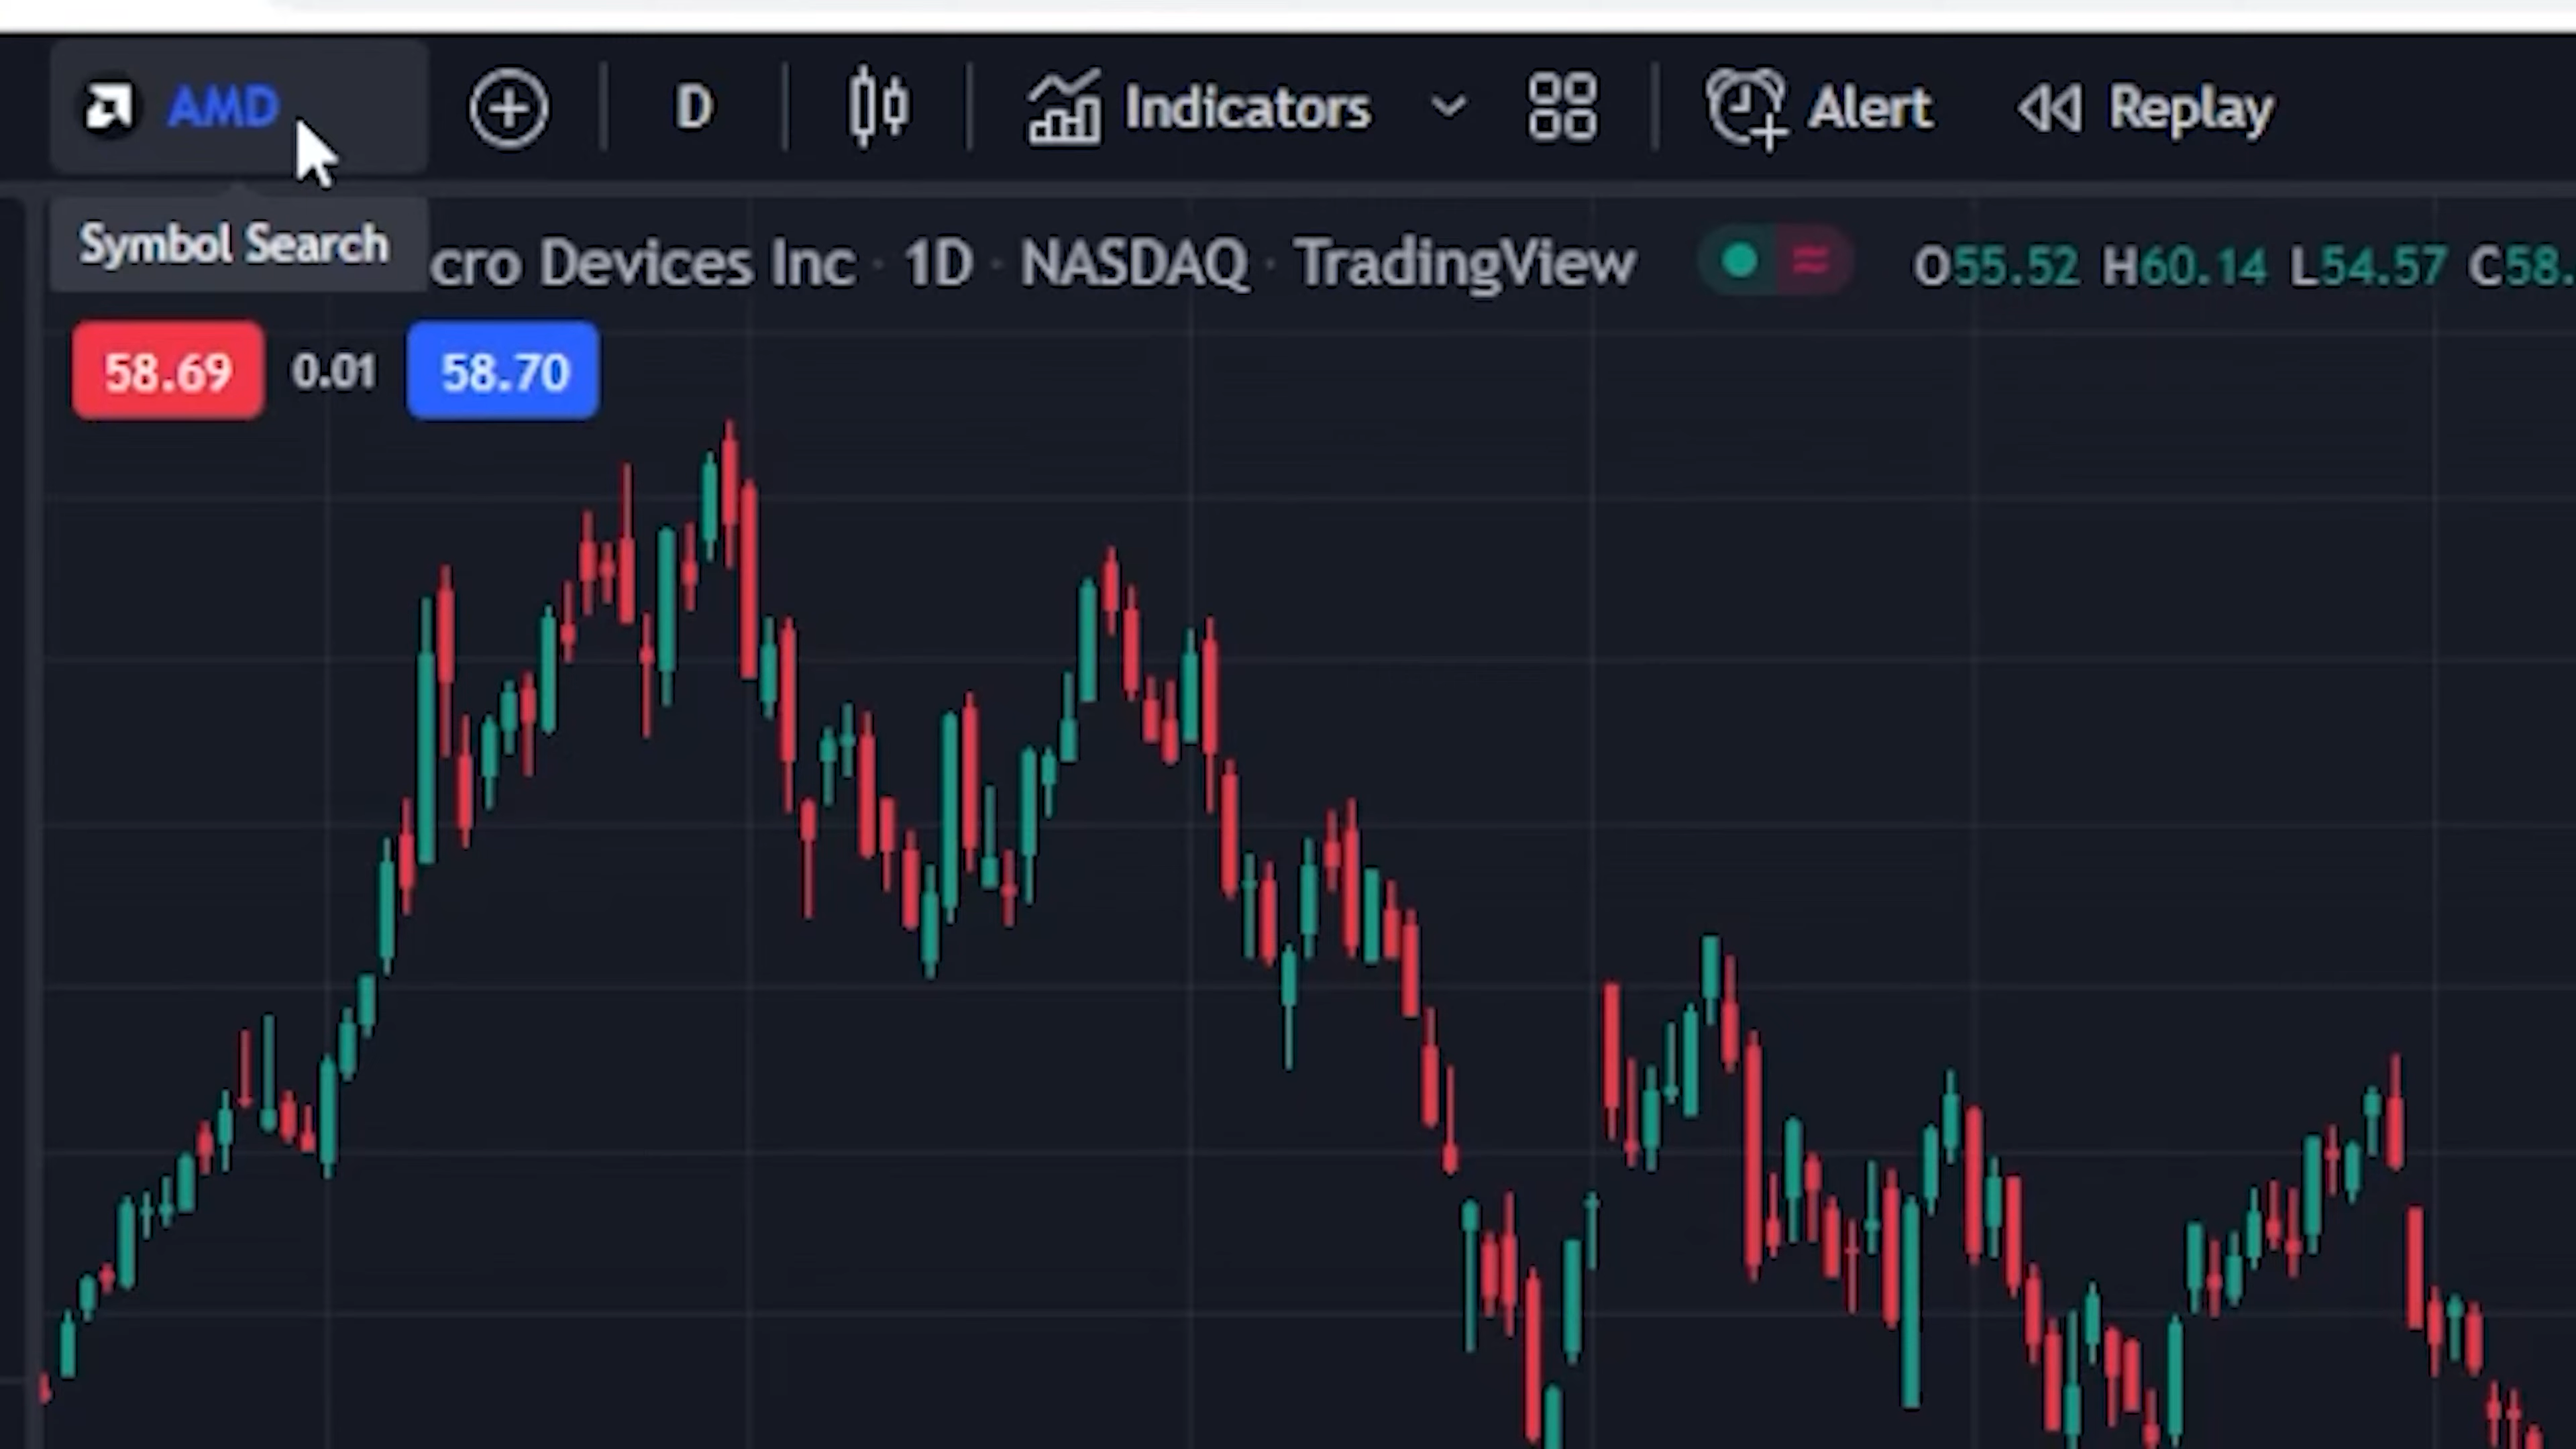 AMD D Indicators Alert Replay
Symbol Search
cro Devices Inc · 1D · NASDAQ · TradingView O55.52 H60.14 L54.57 C58.
58.69 0.01 58.70